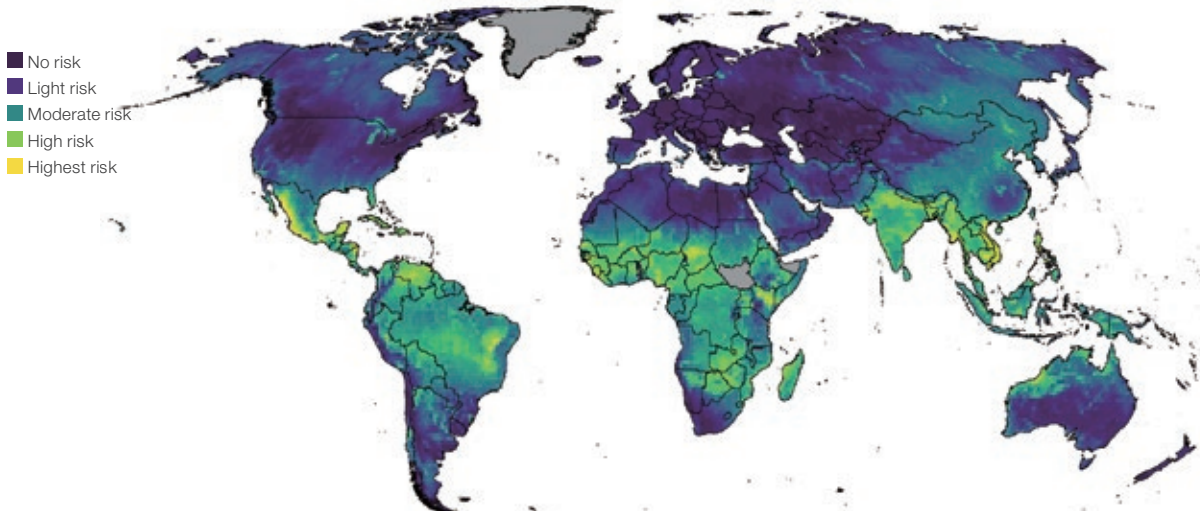 No risk
Light risk
Moderate risk
High risk
Highest risk